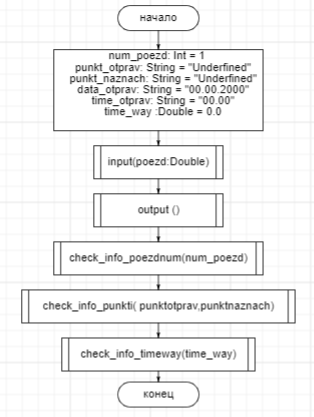 начало
num_poezd: Int = 1
punkt_otprav: String = "Underfined"
punkt_naznach: String = "Underfined"
data_otprav: String = "00.00.2000"
time_otprav: String = "00.00"
time_way :Double = 0.0
input(poezd:Double)
output ()
check_info_poezdnum(num_poezd)
check_info_punkti( punktotprav,punktnaznach)
check_info_timeway(time_way)
конец